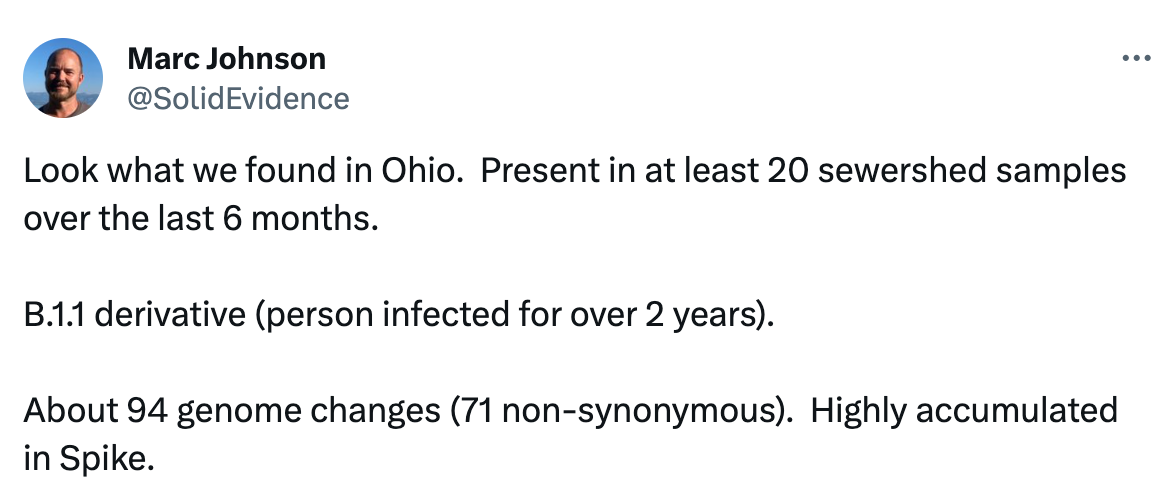 Marc Johnson
@SolidEvidence
Look what we found in Ohio.  Present in at least 20 sewershed samples
over the last 6 months.
B.1.1 derivative (person infected for over 2 years).
About 94 genome changes (71 non-synonymous).  Highly accumulated
in Spike.